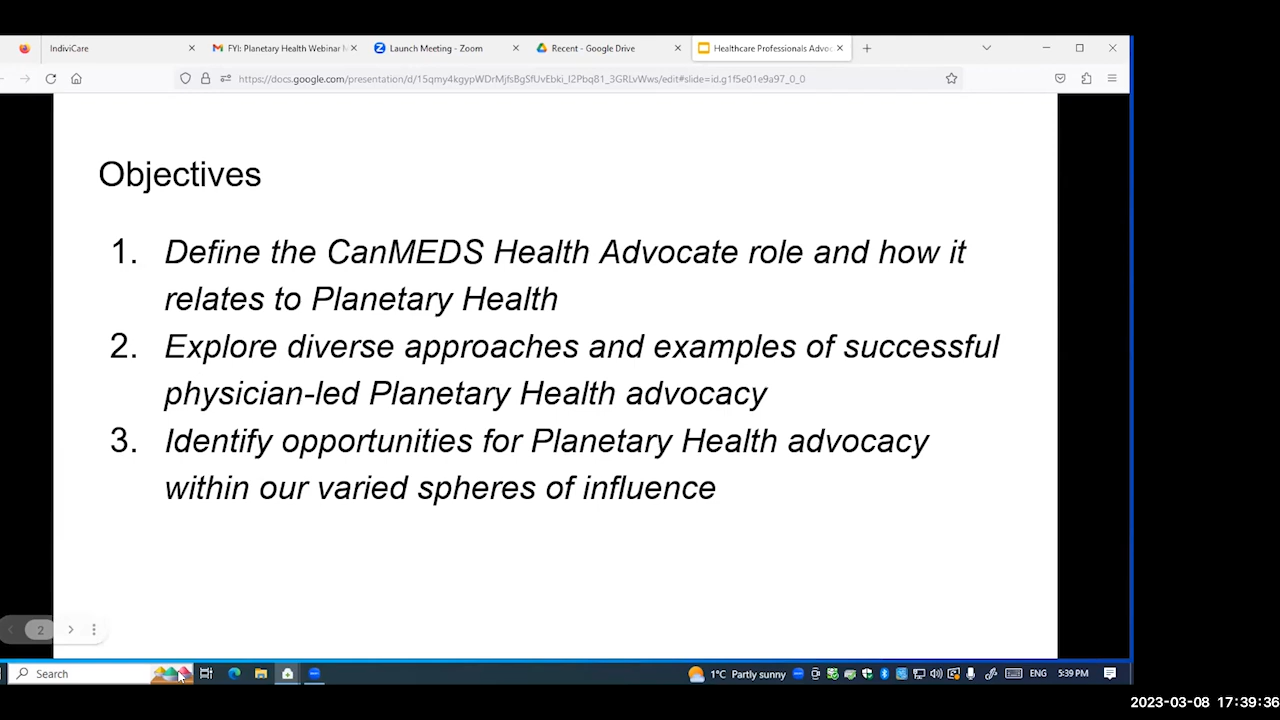 IndiviCare
FYI: Planetary Health Webinar
Launch Meeting - Zoom
Recent - Google Drive
Healthcare Professionals Advoc
https://docs.google.com/presentation/d/15qmy4kgypWDrMjfsBgSfUvEbki_I2Pbq81_3GRLvWws/edit#slide=id.g1f5e01e9a97_0_0
Objectives
1. Define the CanMEDS Health Advocate role and how it
relates to Planetary Health
2. Explore diverse approaches and examples of successful
physician-led Planetary Health advocacy
3. Identify opportunities for Planetary Health advocacy
within our varied spheres of influence
2
Search
1°C Partly sunny
ENG
5:39 PM
2023-03-08 17:39:36